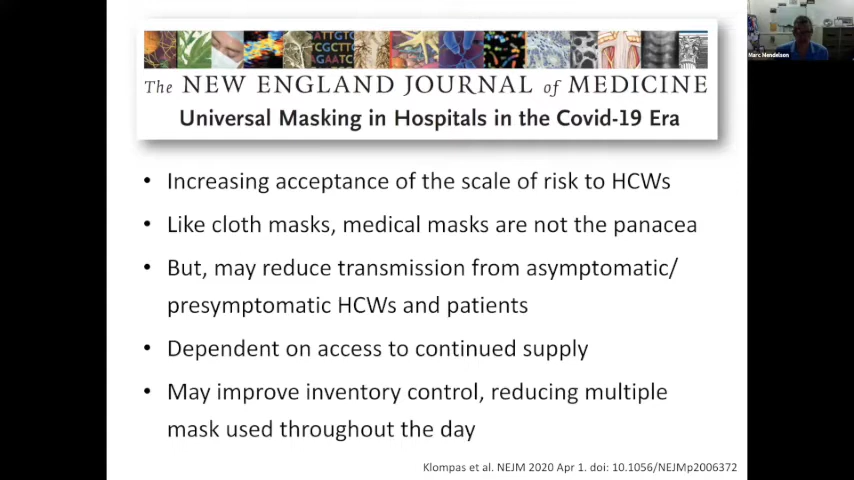 The NEW ENGLAND JOURNAL of MEDICINE
Universal Masking in Hospitals in the Covid-19 Era
• Increasing acceptance of the scale of risk to HCWs
• Like cloth masks, medical masks are not the panacea
• But, may reduce transmission from asymptomatic/
presymptomatic HCWs and patients
• Dependent on access to continued supply
• May improve inventory control, reducing multiple
mask used throughout the day
Klompas et al. NEJM 2020 Apr 1. doi: 10.1056/NEJMp2006372
Marc Mendelson